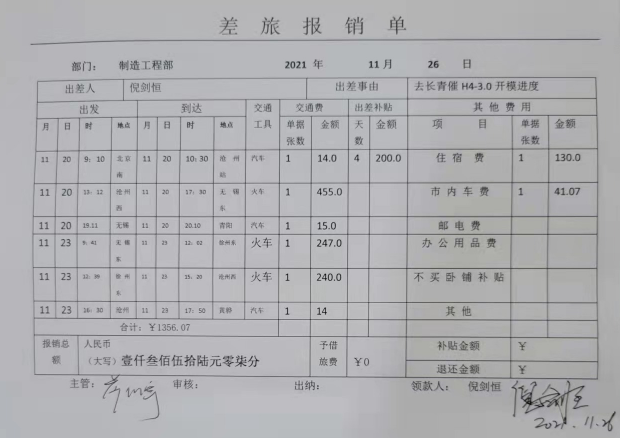 差旅报销单
部门: 制造工程部 2021 年 11 月 26 日
出差人 倪剑恒 出差事由 去长青催 H4-3.0 开模进度
出发 到达 交通工具 交通费 出差补贴 其他费用
月 日 时 地点 月 日 时 地点 单据张数 金额 天数 金额 项目 单据张数 金额
11 20 9:10 北京南 11 20 10:30 沧州站 汽车 1 14.0 4 200.0 住宿费 1 130.0
11 20 13:12 沧州西 11 20 17:30 无锡东 火车 1 455.0 市内车费 1 41.07
11 20 19.11 无锡 11 20 20.10 汽车 1 15.0 邮电费
11 23 9:41 无锡东 11 23 12:02 徐州东 火车 1 247.0 办公用品费
11 23 徐州东 11 23 15:20 沧州西 火车 1 240.0 不买卧铺补贴
11 23 16:30 沧州 11 23 17:50 黄骅 汽车 1 14 其他
合计:¥1356.07
报销总额 人民币(大写)壹仟叁佰伍拾陆元零柒分 予借旅费 ¥0 补贴金额 ¥
退还金额 ¥
主管: 审核: 出纳: 领款人: 倪剑恒
倪剑恒
2021.11.26